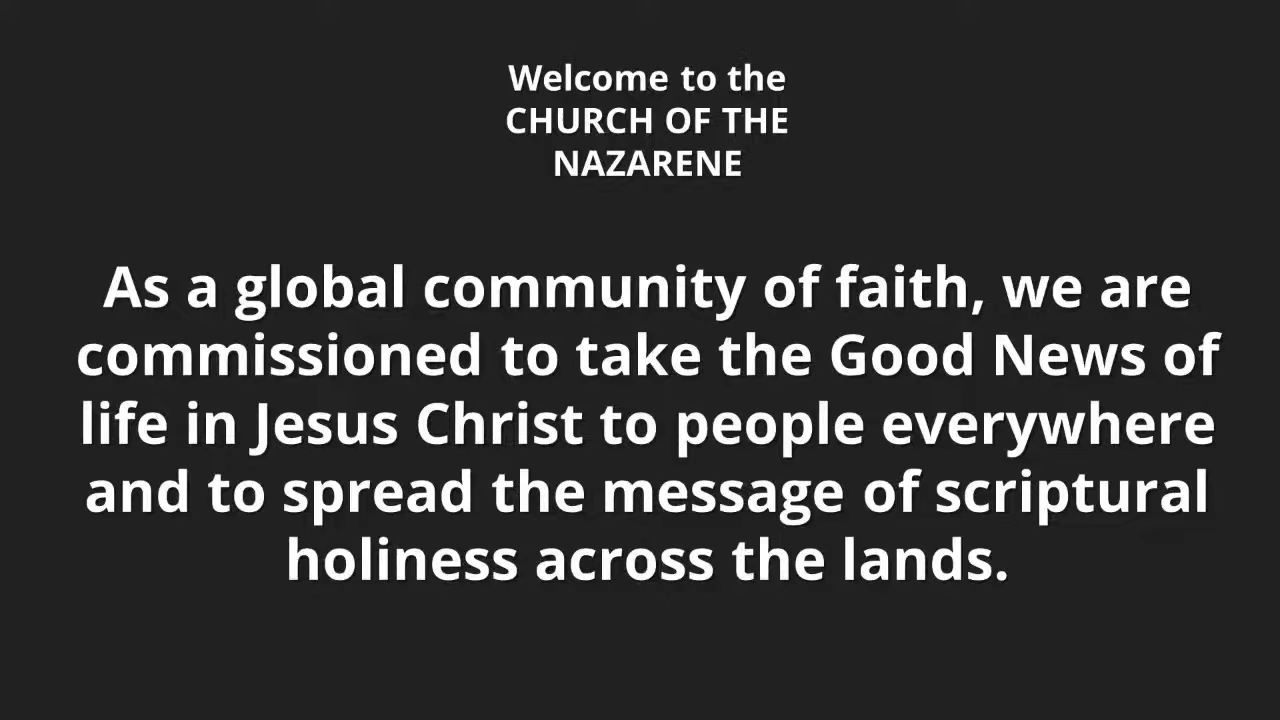 Welcome to the
CHURCH OF THE
NAZARENE
As a global community of faith, we are
commissioned to take the Good News of
life in Jesus Christ to people everywhere
and to spread the message of scriptural
holiness across the lands.